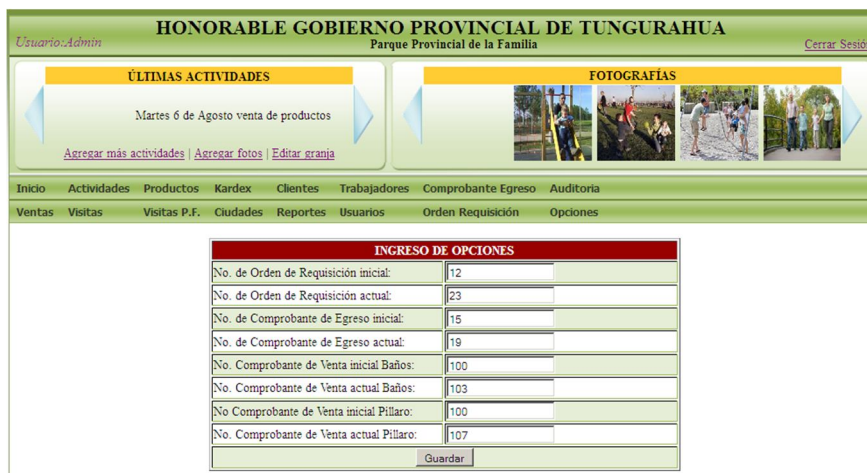 HONORABLE GOBIERNO PROVINCIAL DE TUNGURAHUA
Usuario:Admin
Parque Provincial de la Familia
Cerrar Sesió
ÚLTIMAS ACTIVIDADES
Martes 6 de Agosto venta de productos
Agregar más actividades | Agregar fotos | Editar granja
FOTOGRAFÍAS
Inicio Actividades Productos Kardex Clientes Trabajadores Comprobante Egreso Auditoria
Ventas Visitas Visitas P.F. Ciudades Reportes Usuarios Orden Requisición Opciones
INGRESO DE OPCIONES
No. de Orden de Requisición inicial: 12
No. de Orden de Requisición actual: 23
No. de Comprobante de Egreso inicial: 15
No. de Comprobante de Egreso actual: 19
No. Comprobante de Venta inicial Baños: 100
No. Comprobante de Venta actual Baños: 103
No Comprobante de Venta inicial Pillaro: 100
No. Comprobante de Venta actual Pillaro: 107
Guardar